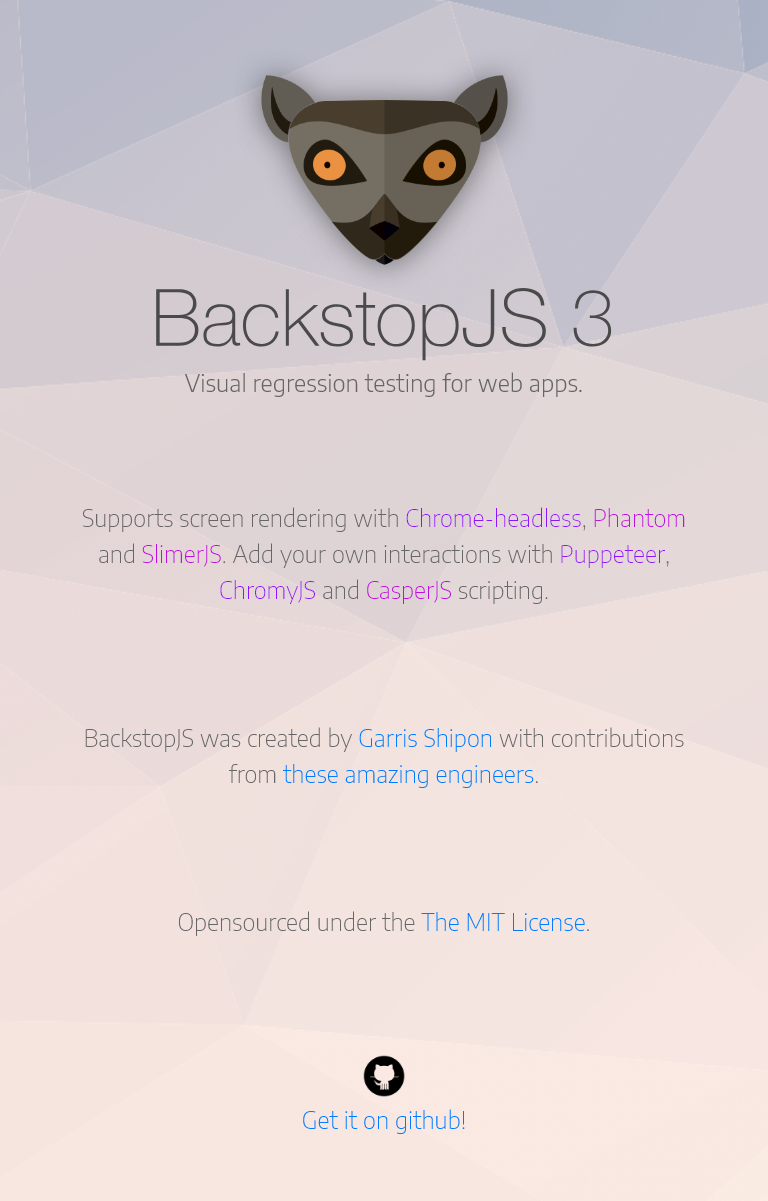 BackstopJS 3
Visual regression testing for web apps.
Supports screen rendering with Chrome-headless, Phantom
and SlimerJS. Add your own interactions with Puppeteer,
ChromyJS and CasperJS scripting.
BackstopJS was created by Garris Shipon with contributions
from these amazing engineers.
Opensourced under the The MIT License.
Get it on github!